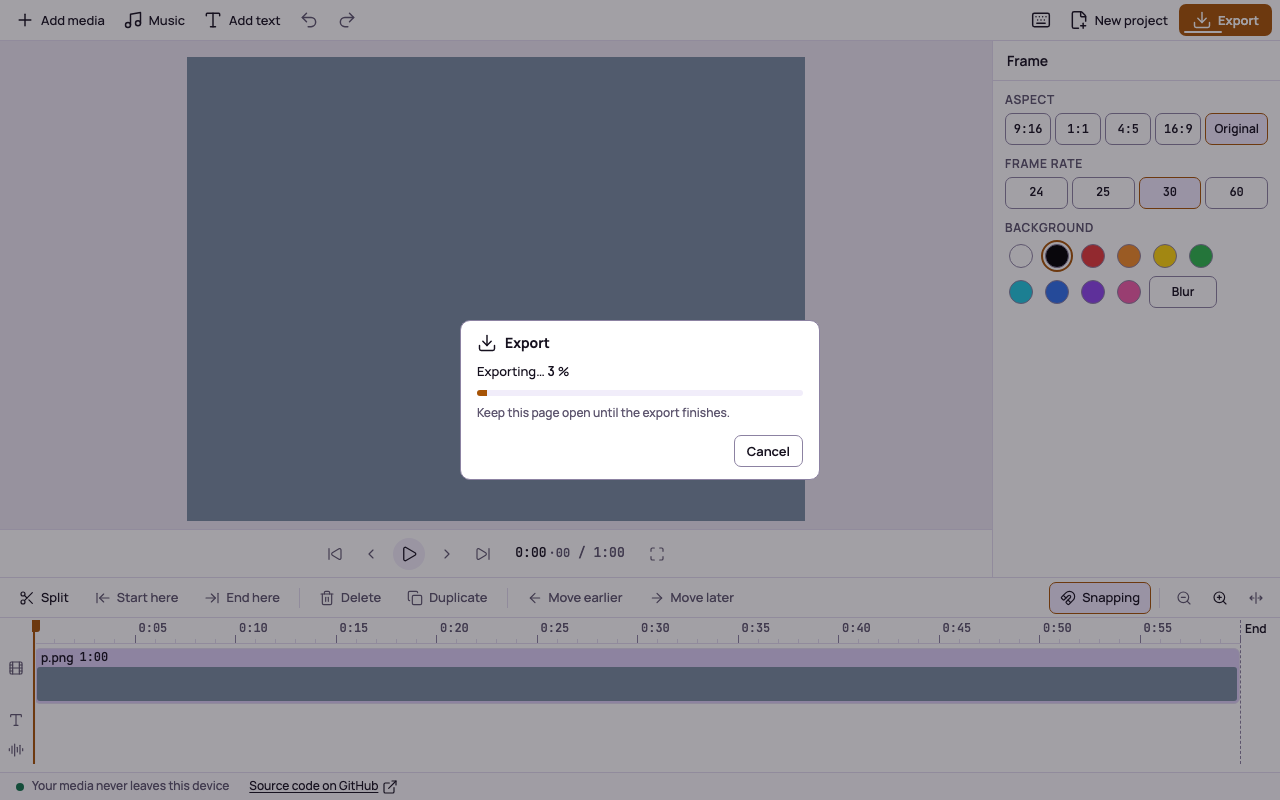 Add media
Music
Add text
New project
Export
Frame
ASPECT
9:16
1:1
4:5
16:9
Original
FRAME RATE
24
25
30
60
BACKGROUND
Blur
Export
Exporting… 3 %
Keep this page open until the export finishes.
Cancel
0:00·00 / 1:00
Split
Start here
End here
Delete
Duplicate
Move earlier
Move later
Snapping
0:05
0:10
0:15
0:20
0:25
0:30
0:35
0:40
0:45
0:50
0:55
End
p.png 1:00
Your media never leaves this device
Source code on GitHub